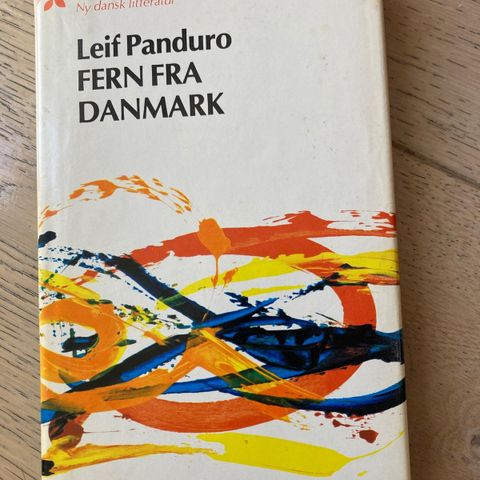 Ny dansk litteratur
Leif Panduro
FERN FRA
DANMARK